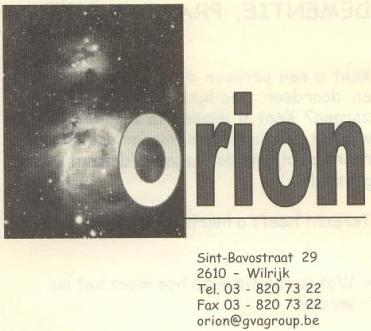 Orion
Sint-Bavostraat 29
2610 - Wilrijk
Tel. 03 - 820 73 22
Fax 03 - 820 73 22
orion@gvagroup.be